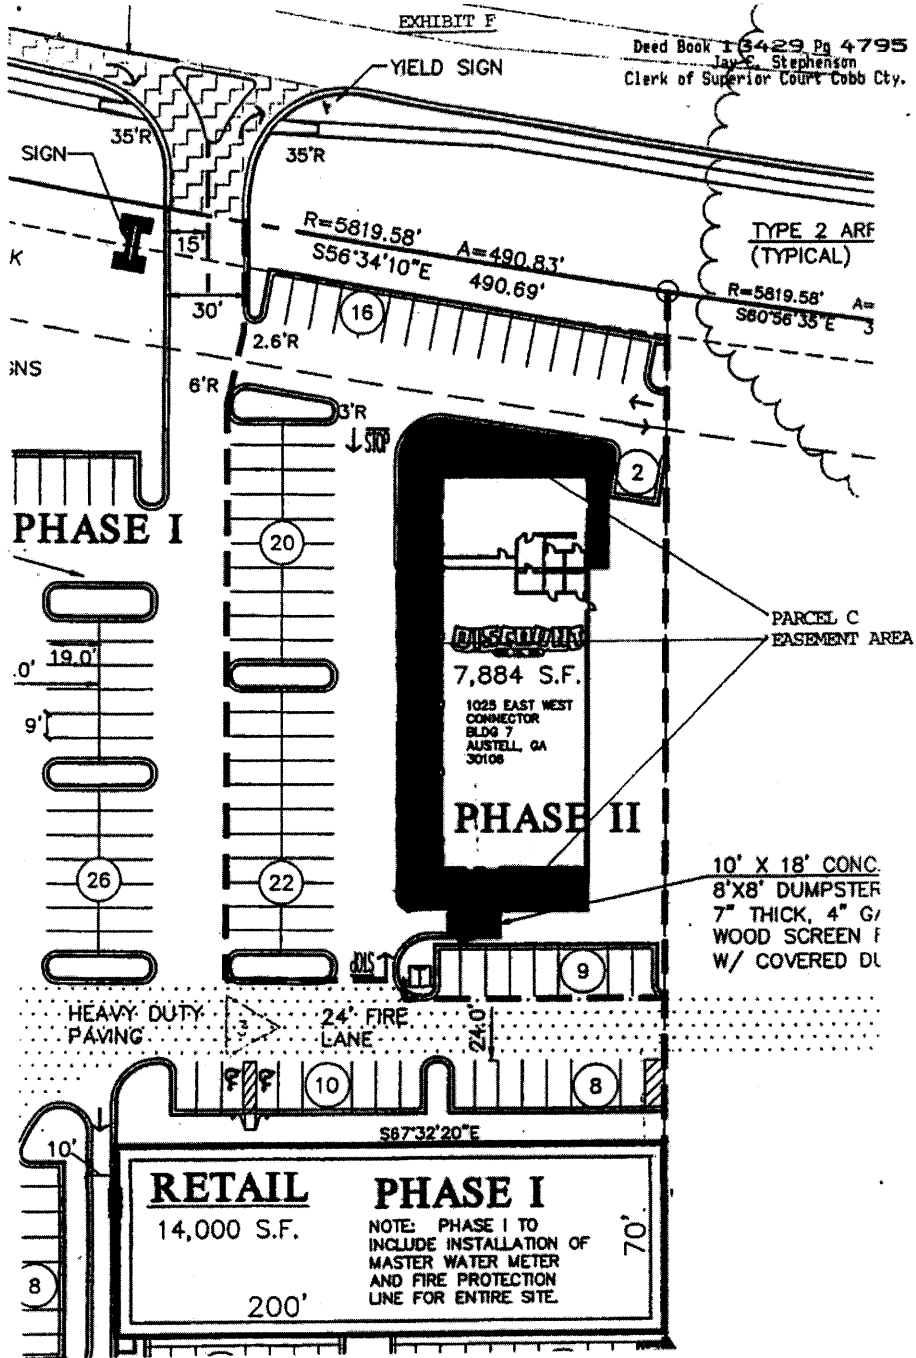 EXHIBIT F
Deed Book 13429 Pg 4795
Jay C. Stephenson
Clerk of Superior Court Cobb Cty.
YIELD SIGN
35'R
35'R
SIGN
15'
R=5819.58'
A=490.83'
S56°34'10"E
490.69'
TYPE 2 ARF
(TYPICAL)
K
R=5819.58'
A=
S60°56'35"E
3
30'
16
2.6'R
GNS
6'R
3'R
STOP
2
PHASE I
20
PARCEL C
EASEMENT AREA
DISCOUNT
7,884 S.F.
.0'
19.0'
9'
1025 EAST WEST
CONNECTOR
BLDG 7
AUSTELL, GA
30106
PHASE II
26
22
10' X 18' CONC.
8'X8' DUMPSTER
7" THICK, 4" G/
WOOD SCREEN F
W/ COVERED DU
STOP
9
HEAVY DUTY
PAVING
24' FIRE
LANE
24.0'
10
8
S67°32'20"E
10'
RETAIL
14,000 S.F.
200'
PHASE I
NOTE: PHASE I TO
INCLUDE INSTALLATION OF
MASTER WATER METER
AND FIRE PROTECTION
LINE FOR ENTIRE SITE.
70'
8